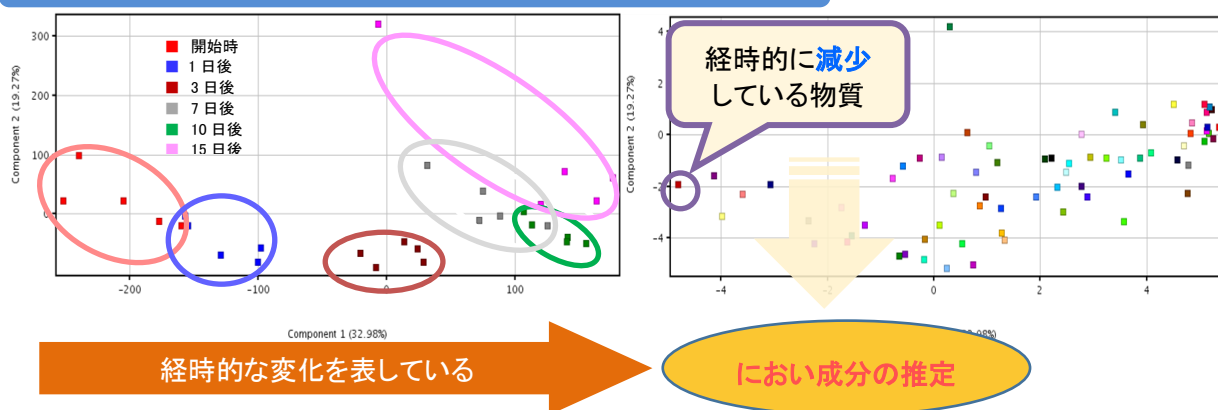 300
200
100
0
-200
-100
0
100
Component 2 (19.27%)
Component 1 (32.98%)
開始時
1 日後
3 日後
7 日後
10 日後
15 日後
経時的に減少
している物質
4
2
0
-2
-4
-4
-2
0
2
4
Component 2 (19.27%)
経時的な変化を表している
におい成分の推定